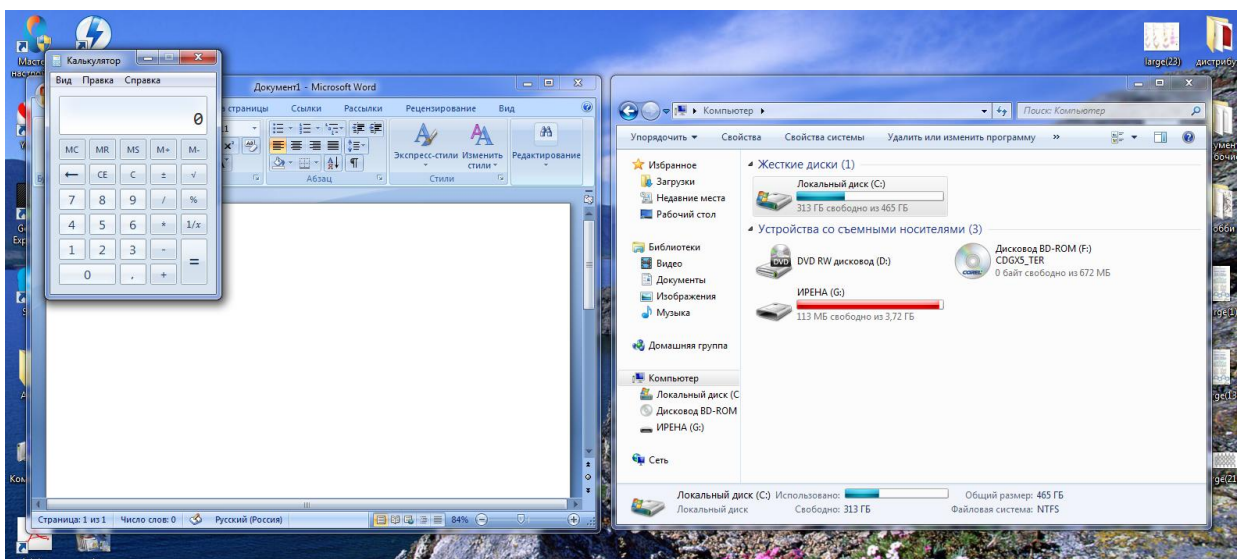 Калькулятор
Вид Правка Справка
0
MC MR MS M+ M-
← CE C ± √
7 8 9 / %
4 5 6 * 1/x
1 2 3 - =
0 , +
Документ1 - Microsoft Word
страницы Ссылки Рассылки Рецензирование Вид
Экспресс-стили Изменить стили Редактирование
Абзац Стили
Страница: 1 из 1 Число слов: 0 Русский (Россия) 84%
Компьютер
Поиск: Компьютер
Упорядочить Свойства Свойства системы Удалить или изменить программу »
Избранное
Загрузки
Недавние места
Рабочий стол
Библиотеки
Видео
Документы
Изображения
Музыка
Домашняя группа
Компьютер
Локальный диск (C
Дисковод BD-ROM
ИРЕНА (G:)
Сеть
Жесткие диски (1)
Локальный диск (C:)
313 ГБ свободно из 465 ГБ
Устройства со съемными носителями (3)
DVD RW дисковод (D:)
Дисковод BD-ROM (F:)
CDGX5_TER
0 байт свободно из 672 МБ
ИРЕНА (G:)
113 МБ свободно из 3,72 ГБ
Локальный диск (C:) Использовано: Общий размер: 465 ГБ
Локальный диск Свободно: 313 ГБ Файловая система: NTFS
large(23)
дистрибу